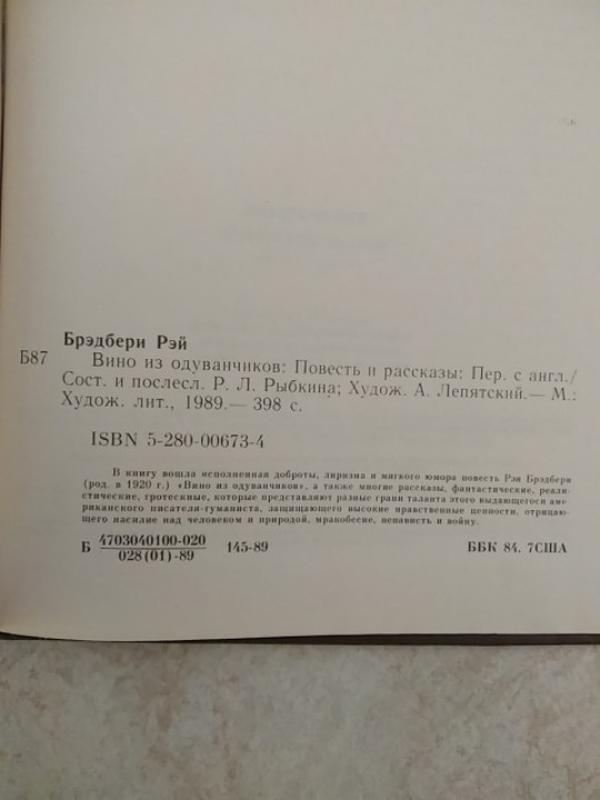 Брэдбери Рэй
Б87 Вино из одуванчиков: Повесть и рассказы: Пер. с англ./
Сост. и послесл. Р. Л. Рыбкина; Худож. А. Лепятский.— М.:
Худож. лит., 1989.— 398 с.
ISBN 5-280-00673-4
В книгу вошла исполненная доброты, лиризма и мягкого юмора повесть Рэя Брэдбери
(род. в 1920 г.) «Вино из одуванчиков», а также многие рассказы, фантастические, реали-
стические, гротескные, которые представляют разные грани таланта этого выдающегося аме-
риканского писателя-гуманиста, защищающего высокие нравственные ценности, отрицаю-
щего насилие над человеком и природой, мракобесие, ненависть и войну.
Б 4703040100-020 145-89 ББК 84. 7США
028(01)-89